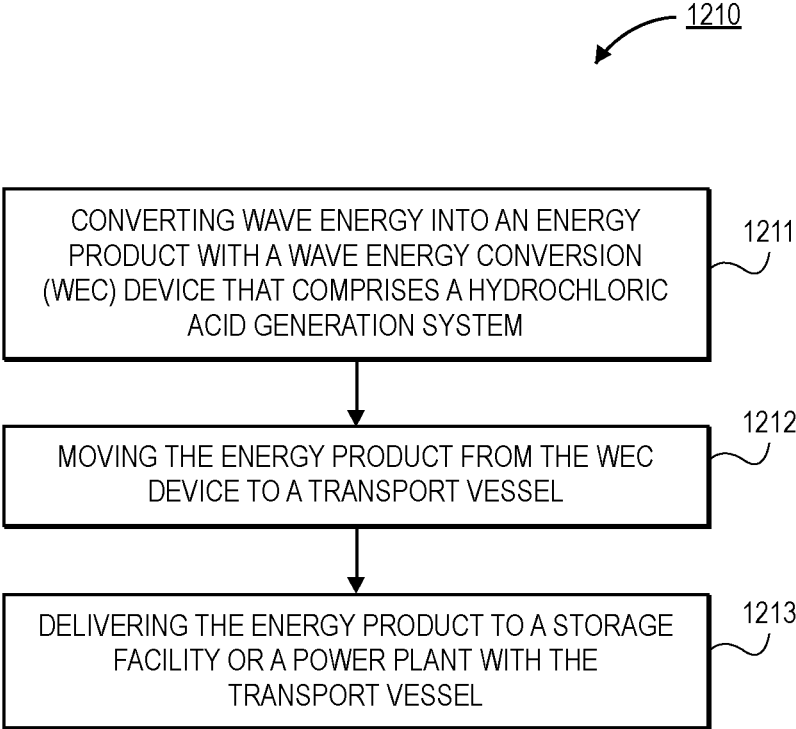 1210
CONVERTING WAVE ENERGY INTO AN ENERGY
PRODUCT WITH A WAVE ENERGY CONVERSION
(WEC) DEVICE THAT COMPRISES A HYDROCHLORIC
ACID GENERATION SYSTEM
1211
MOVING THE ENERGY PRODUCT FROM THE WEC
DEVICE TO A TRANSPORT VESSEL
1212
DELIVERING THE ENERGY PRODUCT TO A STORAGE
FACILITY OR A POWER PLANT WITH THE
TRANSPORT VESSEL
1213